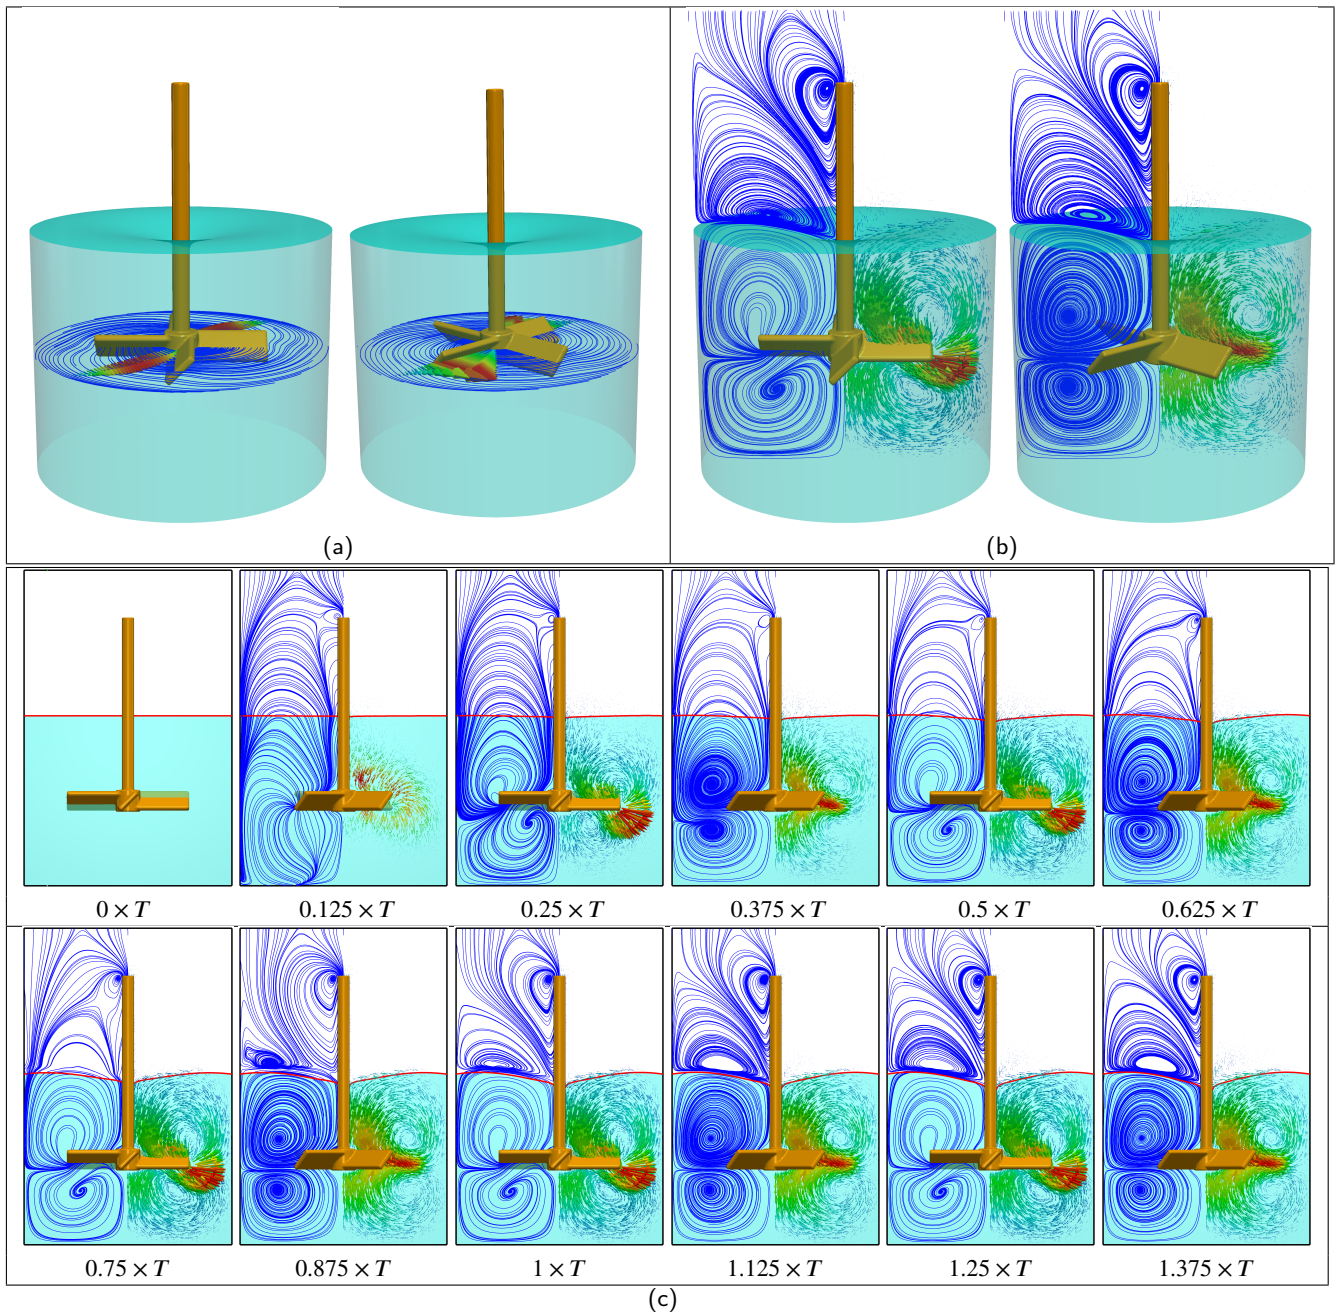 (a)
(b)
0 × T
0.125 × T
0.25 × T
0.375 × T
0.5 × T
0.625 × T
0.75 × T
0.875 × T
1 × T
1.125 × T
1.25 × T
1.375 × T
(c)